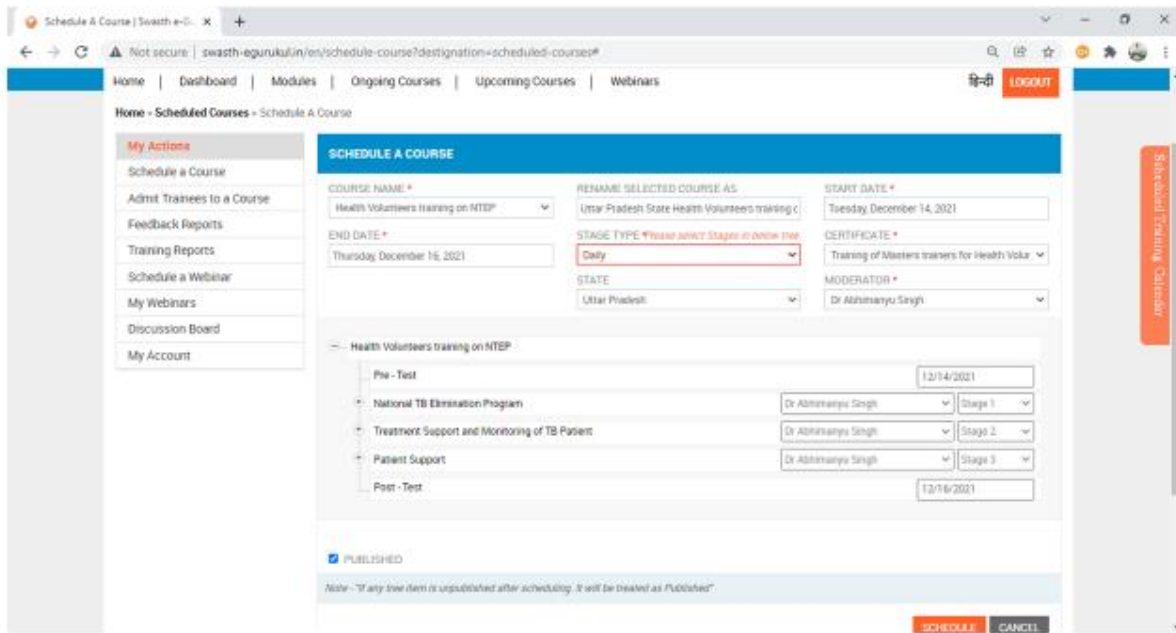 Schedule A Course | Swasth e-G
Not secure | swasth-egurukul.in/en/schedule-course?destignation=scheduled-courses#
Home | Dashboard | Modules | Ongoing Courses | Upcoming Courses | Webinars हिन्दी LOGOUT
Home » Scheduled Courses » Schedule A Course
My Actions
Schedule a Course
Admit Trainees to a Course
Feedback Reports
Training Reports
Schedule a Webinar
My Webinars
Discussion Board
My Account
SCHEDULE A COURSE
COURSE NAME * RENAME SELECTED COURSE AS START DATE *
Health Volunteers training on NTEP Uttar Pradesh State Health Volunteers training c Tuesday, December 14, 2021
END DATE * STAGE TYPE *Please select Stages in below tree CERTIFICATE *
Thursday, December 16, 2021 Daily Training of Masters trainers for Health Volur
STATE MODERATOR *
Uttar Pradesh Dr Abhimanyu Singh
Health Volunteers training on NTEP
Pre - Test 12/14/2021
National TB Elimination Program Dr Abhimanyu Singh Stage 1
Treatment Support and Monitoring of TB Patient Dr Abhimanyu Singh Stage 2
Patient Support Dr Abhimanyu Singh Stage 3
Post - Test 12/16/2021
PUBLISHED
Note - "If any tree item is unpublished after scheduling. It will be treated as Published"
SCHEDULE CANCEL
Scheduled Training Calendar